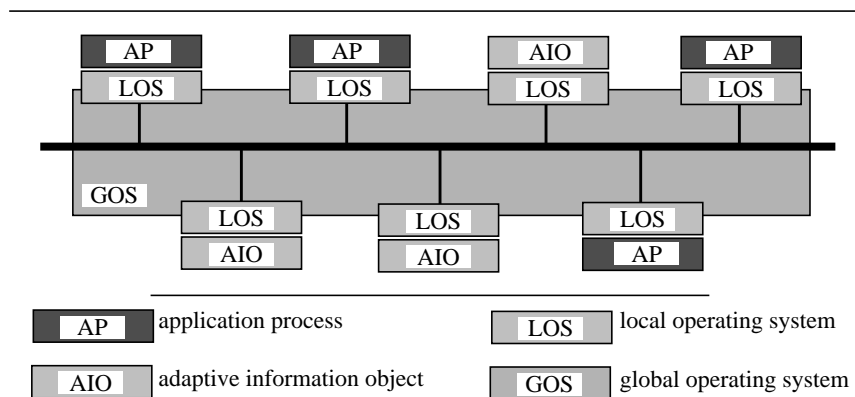 AP AP AIO AP
LOS LOS LOS LOS
GOS
LOS LOS LOS
AIO AIO AP
AP application process LOS local operating system
AIO adaptive information object GOS global operating system